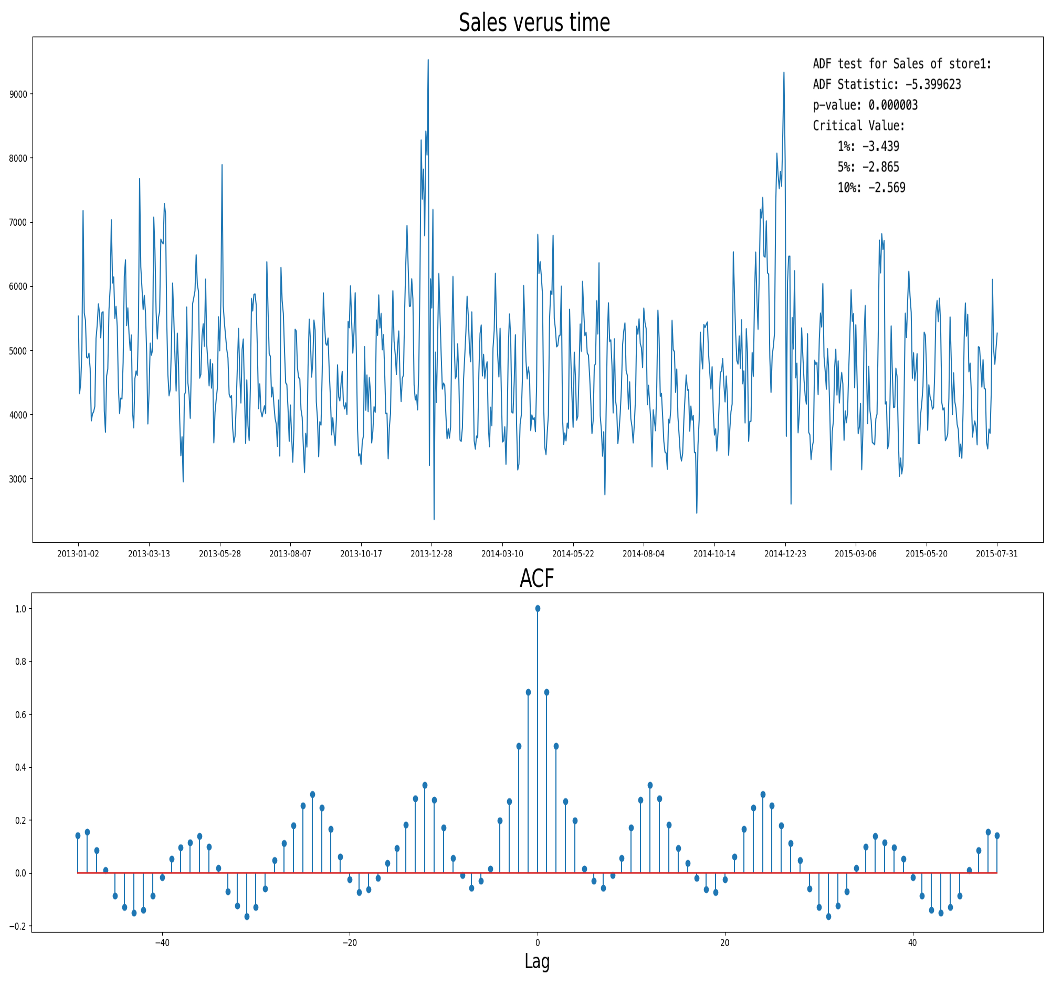 Sales verus time
ADF test for Sales of store1:
ADF Statistic: -5.399623
p-value: 0.000003
Critical Value:
1%: -3.439
5%: -2.865
10%: -2.569
9000
8000
7000
6000
5000
4000
3000
2013-01-02 2013-03-13 2013-05-28 2013-08-07 2013-10-17 2013-12-28 2014-03-10 2014-05-22 2014-08-04 2014-10-14 2014-12-23 2015-03-06 2015-05-20 2015-07-31
ACF
1.0
0.8
0.6
0.4
0.2
0.0
−0.2
−40 −20 0 20 40
Lag